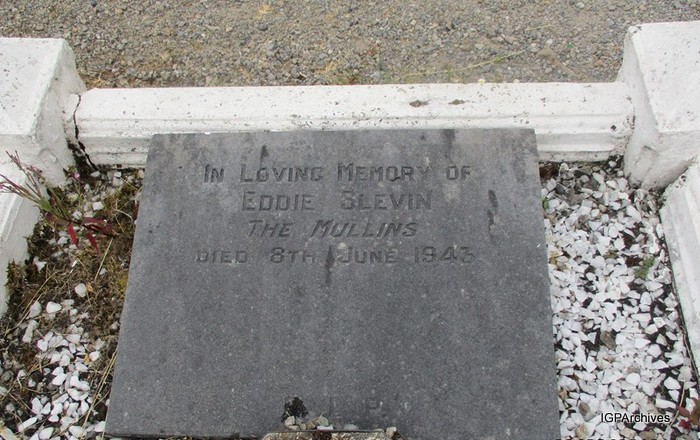 IN LOVING MEMORY OF
EDDIE SLEVIN
THE MULLINS
DIED 8TH JUNE 1943
IGPArchives